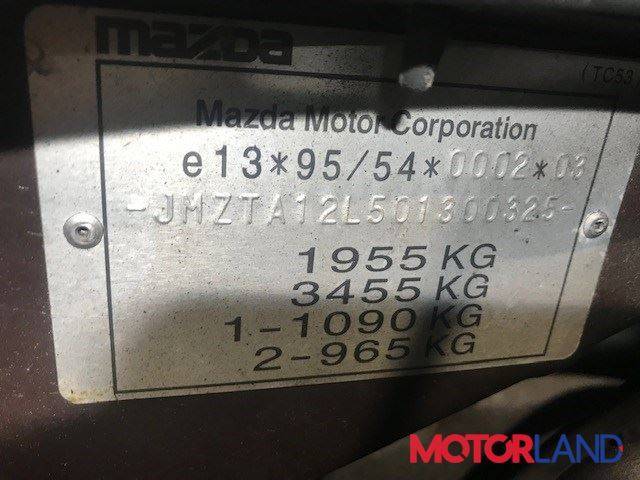 mazda
(TC53
Mazda Motor Corporation
e13*95/54*0002*03
-JMZTA12L501300325-
1955 KG
3455 KG
1-1090 KG
2-965 KG
MOTORLAND